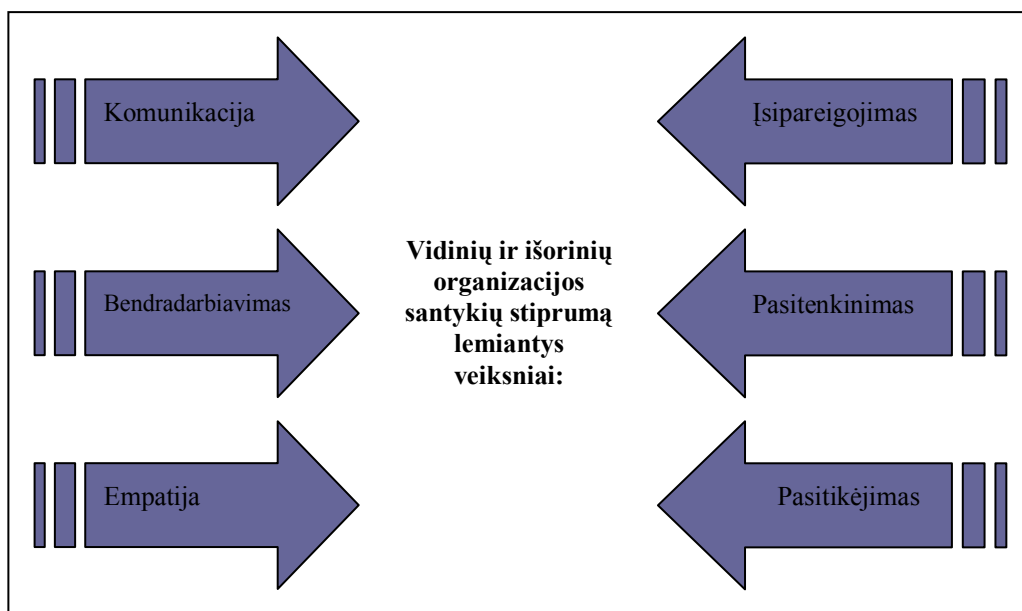 Komunikacija
Įsipareigojimas
Vidinių ir išorinių
organizacijos
santykių stiprumą
lemiantys
veiksniai:
Bendradarbiavimas
Pasitenkinimas
Empatija
Pasitikėjimas